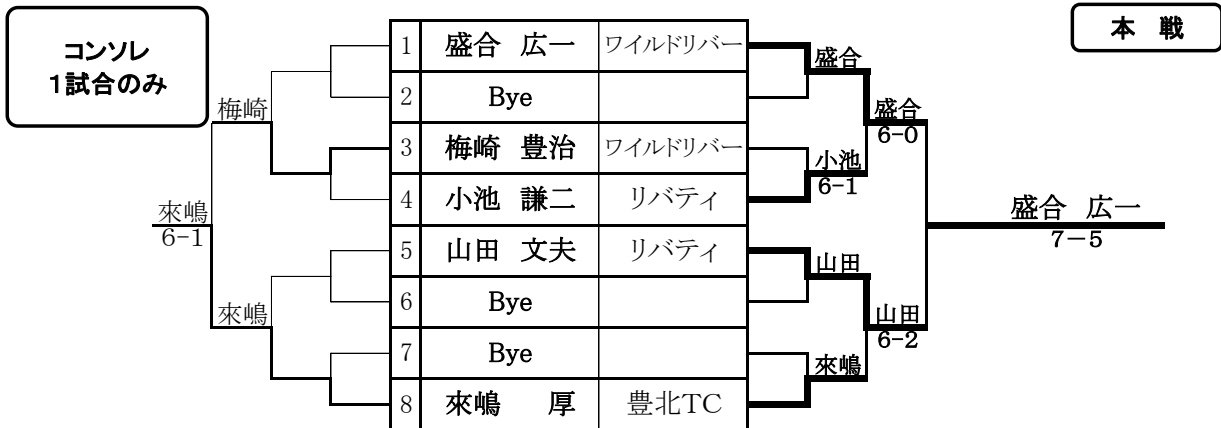 コンソレ
1試合のみ
本 戦
1 盛合 広一 ワイルドリバー
2 Bye
3 梅崎 豊治 ワイルドリバー
4 小池 謙二 リバティ
5 山田 文夫 リバティ
6 Bye
7 Bye
8 來嶋 厚 豊北TC
梅崎
來嶋
6-1
來嶋
盛合
小池
6-1
山田
來嶋
盛合
6-0
山田
6-2
盛合 広一
7-5